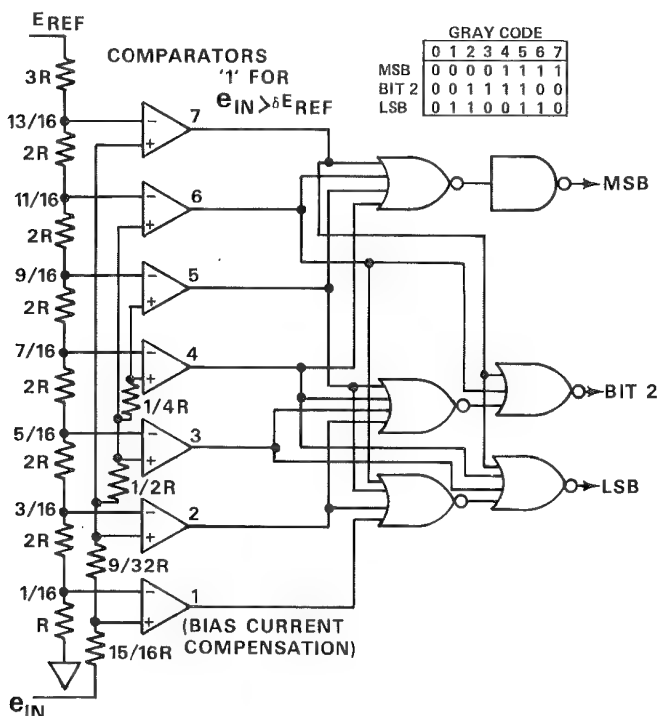 E REF
COMPARATORS
'1' FOR
e IN > δ E REF
GRAY CODE
0 1 2 3 4 5 6 7
MSB 0 0 0 0 1 1 1 1
BIT 2 0 0 1 1 1 1 0 0
LSB 0 1 1 0 0 1 1 0
3R
13/16
2R
11/16
2R
9/16
2R
7/16
2R
5/16
2R
3/16
2R
1/16
R
7
6
5
4
3
2
1
1/4R
1/2R
9/32R
15/16R
(BIAS CURRENT
COMPENSATION)
e IN
MSB
BIT 2
LSB
- +
- +
- +
- +
- +
- +
- +